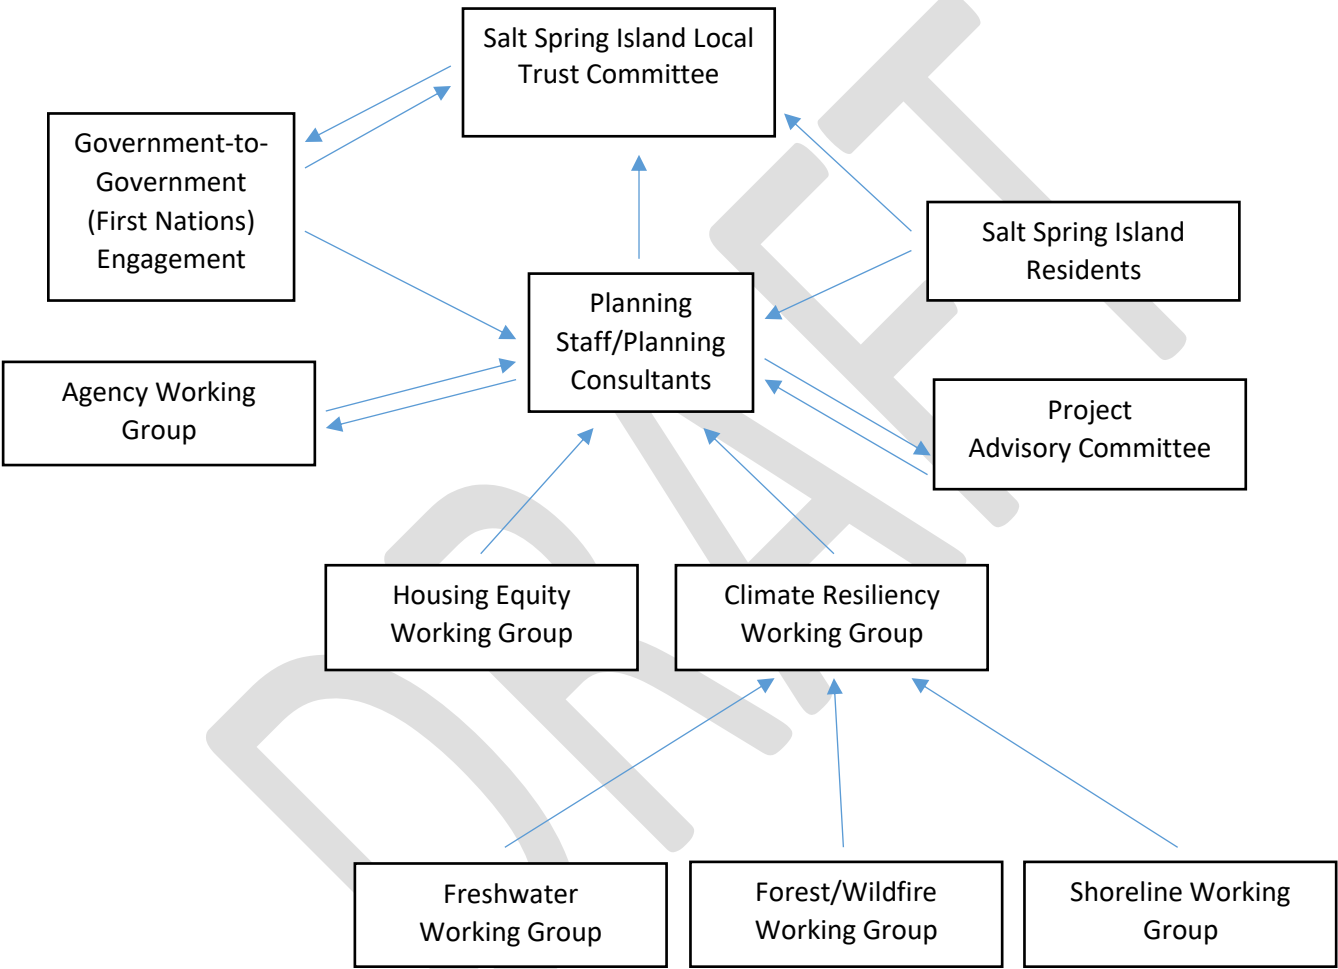 Salt Spring Island Local
Trust Committee
Government-to-
Government
(First Nations)
Engagement
Salt Spring Island
Residents
Planning
Staff/Planning
Consultants
Agency Working
Group
Project
Advisory Committee
Housing Equity
Working Group
Climate Resiliency
Working Group
Freshwater
Working Group
Forest/Wildfire
Working Group
Shoreline Working
Group
DRAFT